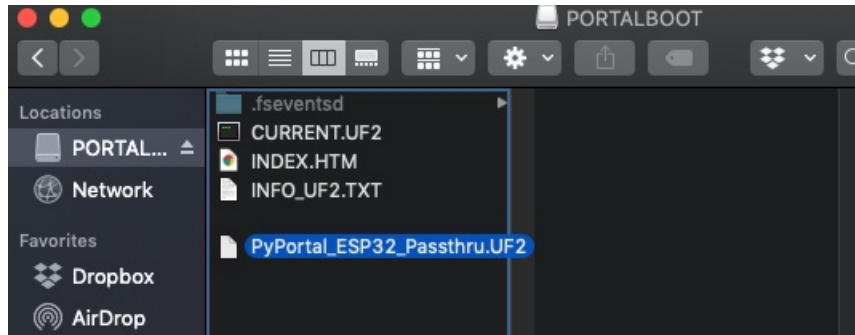 PORTALBOOT
Locations
PORTAL...
Network
Favorites
Dropbox
AirDrop
.fseventsd
CURRENT.UF2
INDEX.HTM
INFO_UF2.TXT
PyPortal_ESP32_Passthru.UF2